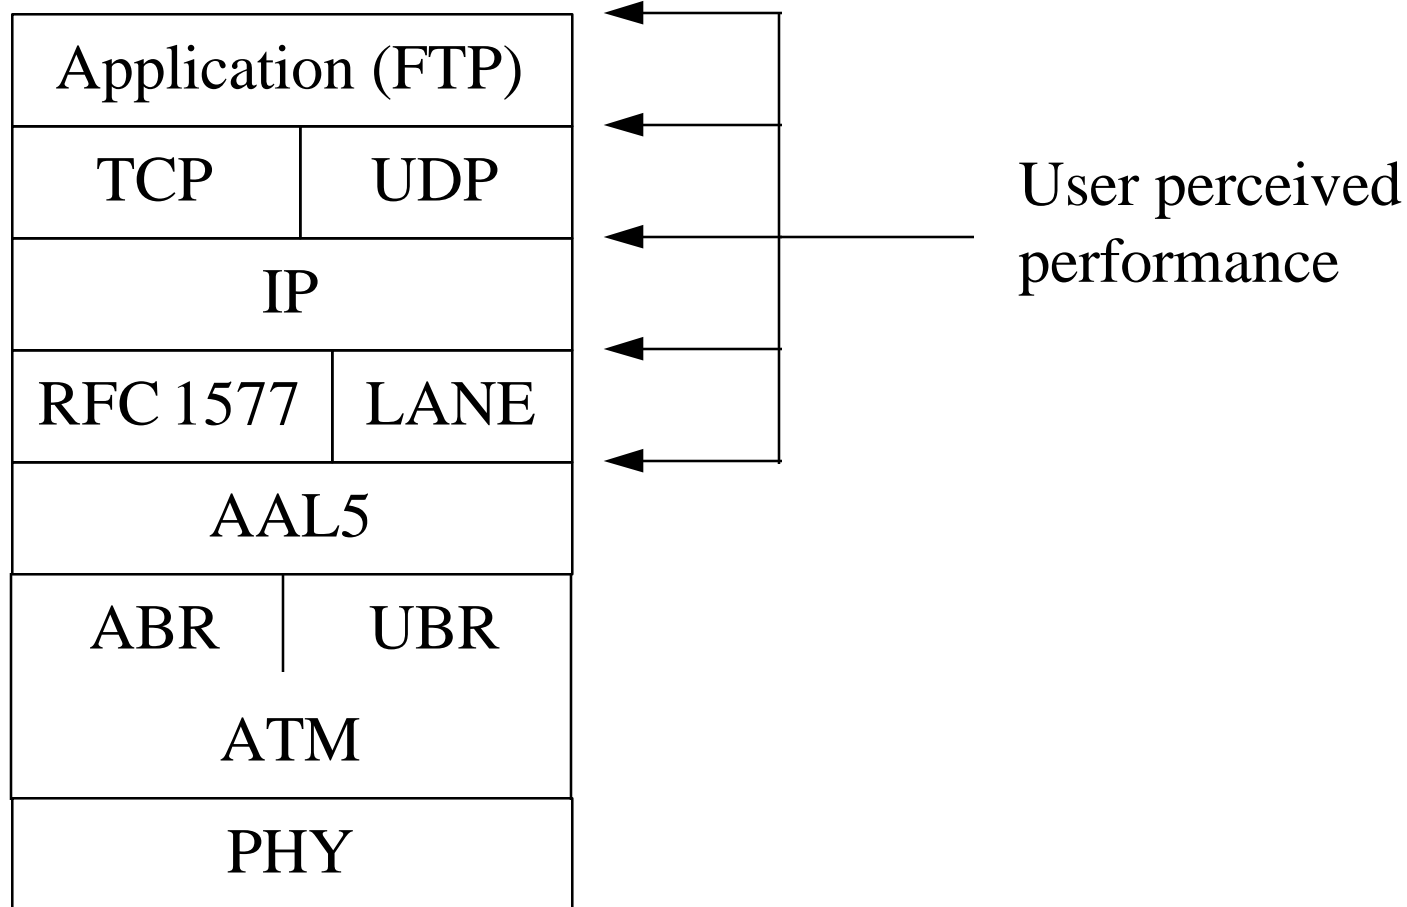 Application (FTP)
TCP UDP
User perceived
performance
IP
RFC 1577 LANE
AAL5
ABR UBR
ATM
PHY